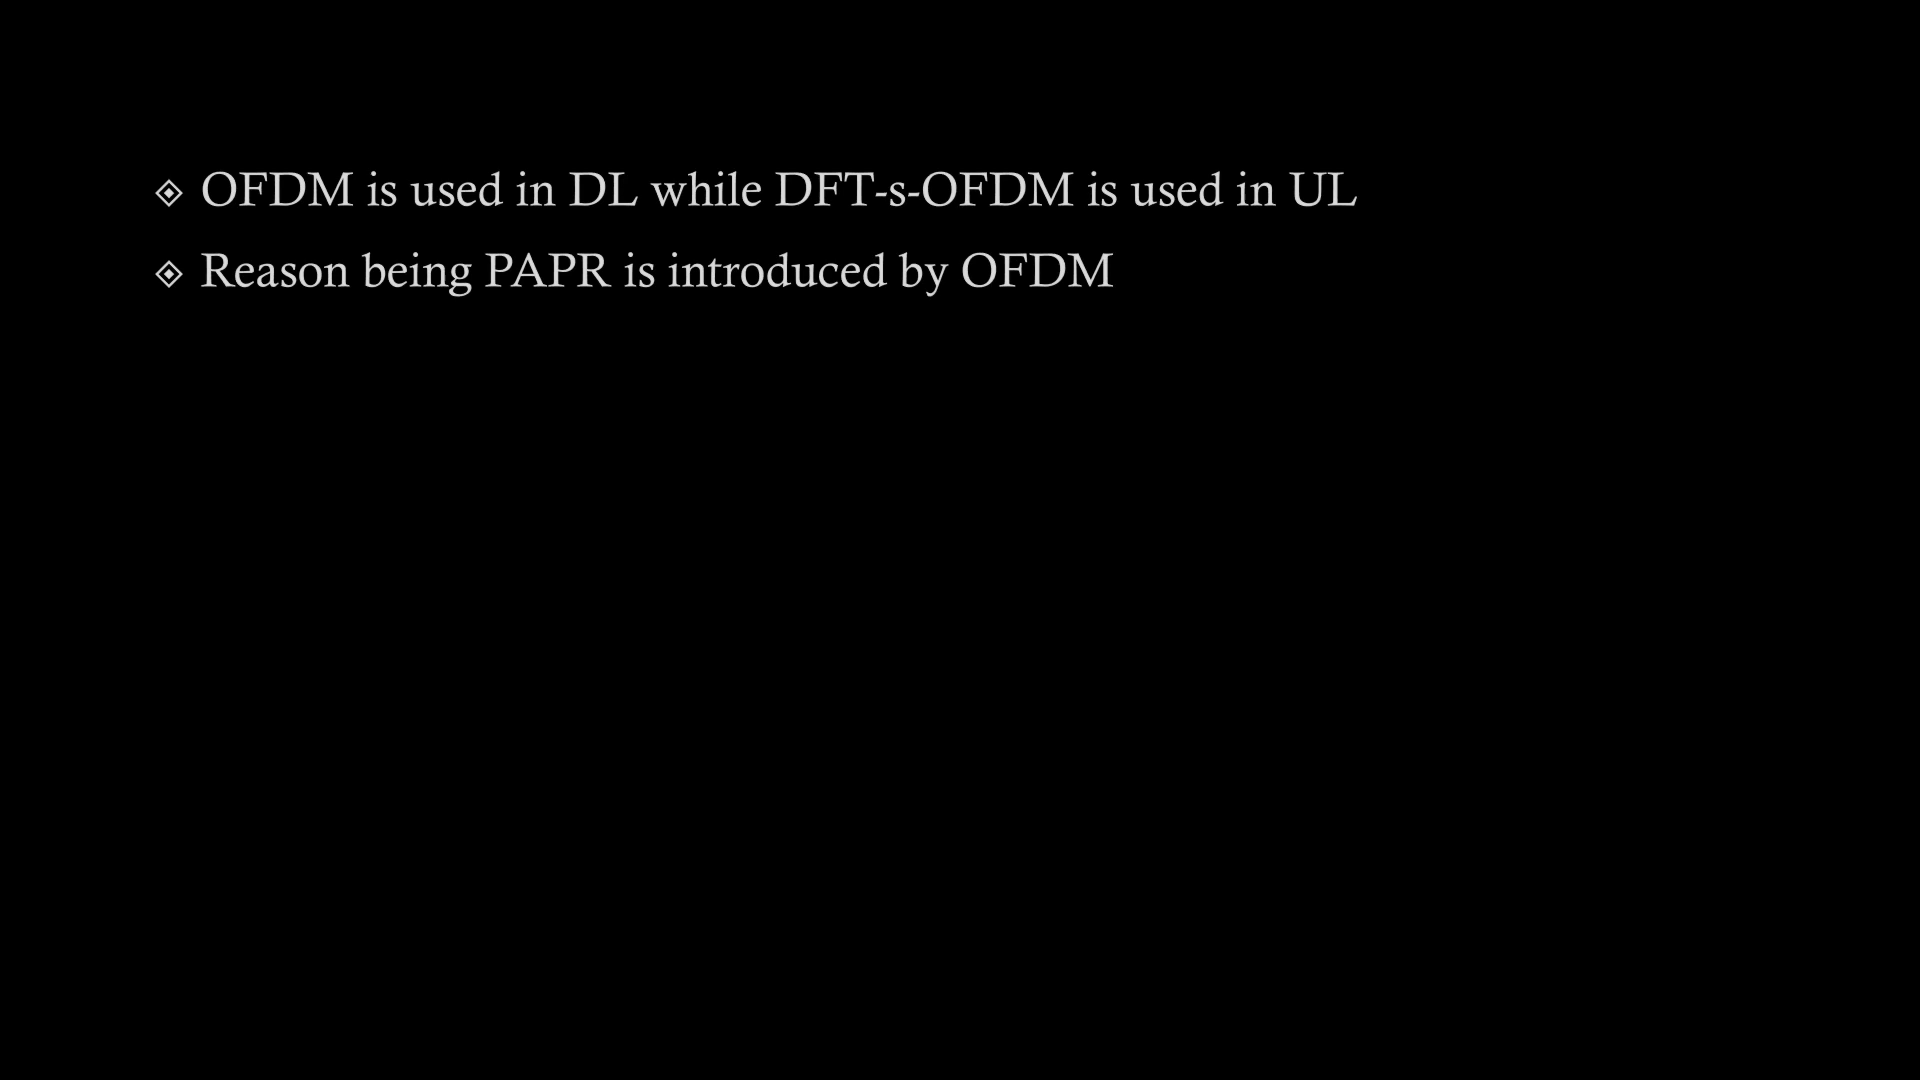 OFDM is used in DL while DFT-s-OFDM is used in UL
Reason being PAPR is introduced by OFDM